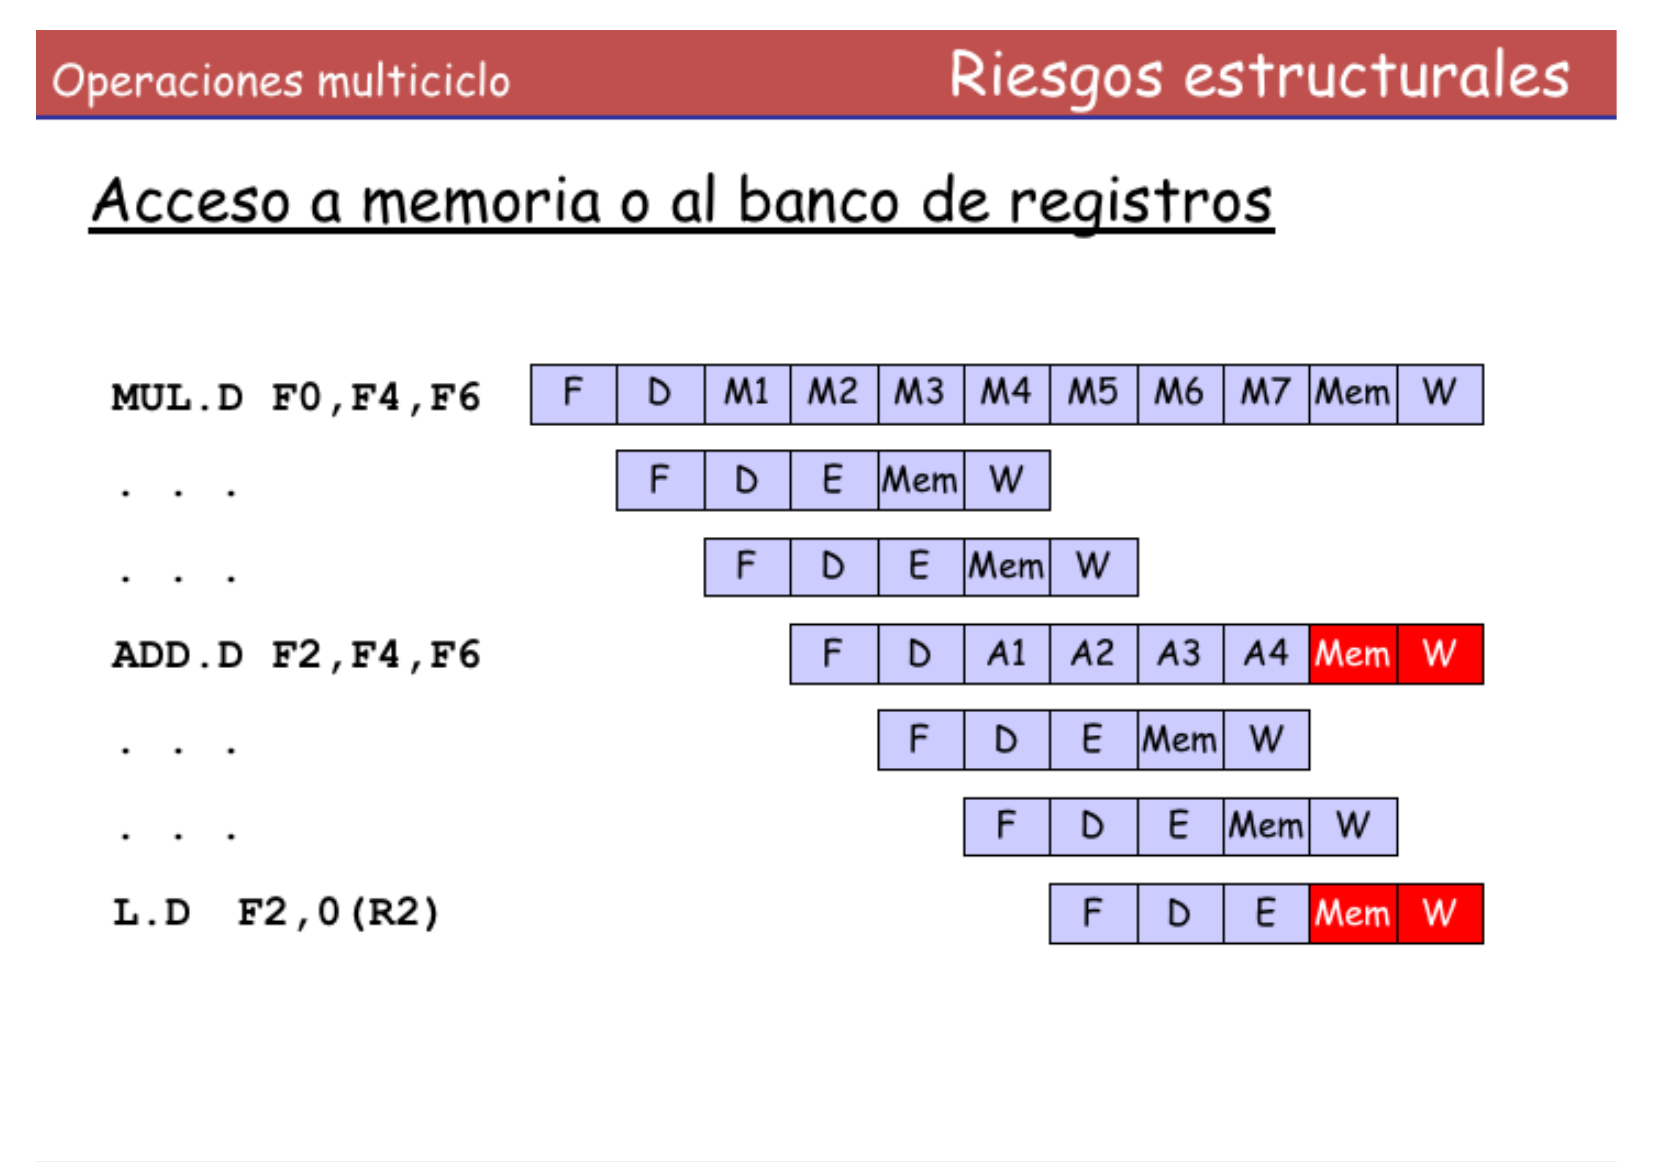 Operaciones multiciclo Riesgos estructurales
Acceso a memoria o al banco de registros
MUL.D F0,F4,F6 F D M1 M2 M3 M4 M5 M6 M7 Mem W
. . . F D E Mem W
. . . F D E Mem W
ADD.D F2,F4,F6 F D A1 A2 A3 A4 Mem W
. . . F D E Mem W
. . . F D E Mem W
L.D F2,0(R2) F D E Mem W